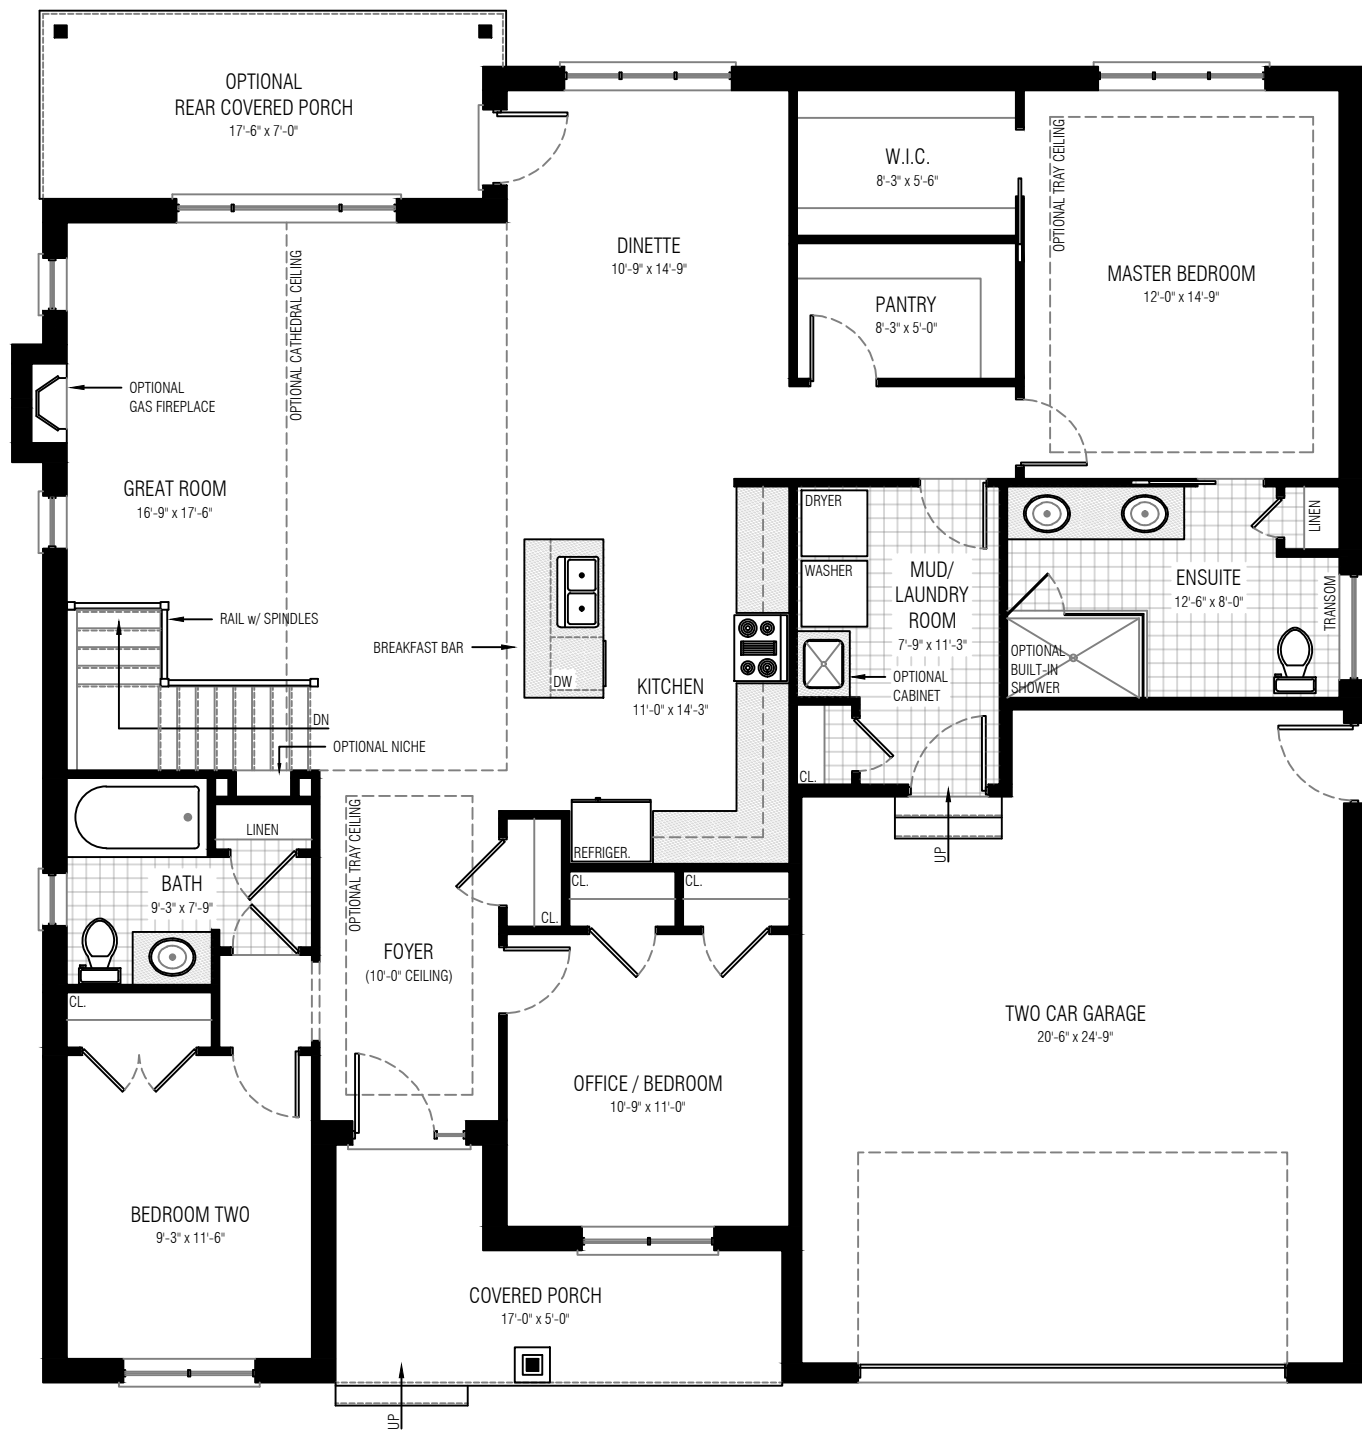 OPTIONAL
REAR COVERED PORCH
17'-6" x 7'-0"
W.I.C.
8'-3" x 5'-6"
OPTIONAL TRAY CEILING
DINETTE
10'-9" x 14'-9"
MASTER BEDROOM
12'-0" x 14'-9"
OPTIONAL CATHEDRAL CEILING
PANTRY
8'-3" x 5'-0"
OPTIONAL
GAS FIREPLACE
GREAT ROOM
16'-9" x 17'-6"
DRYER
LINEN
WASHER
MUD/
LAUNDRY
ROOM
7'-9" x 11'-3"
ENSUITE
12'-6" x 8'-0"
TRANSOM
RAIL w/ SPINDLES
BREAKFAST BAR
OPTIONAL
BUILT-IN
SHOWER
DW
KITCHEN
11'-0" x 14'-3"
OPTIONAL
CABINET
DN
OPTIONAL NICHE
CL.
OPTIONAL TRAY CEILING
LINEN
REFRIGER.
UP
BATH
9'-3" x 7'-9"
CL.
CL.
CL.
FOYER
(10'-0" CEILING)
CL.
TWO CAR GARAGE
20'-6" x 24'-9"
OFFICE / BEDROOM
10'-9" x 11'-0"
BEDROOM TWO
9'-3" x 11'-6"
COVERED PORCH
17'-0" x 5'-0"
UP